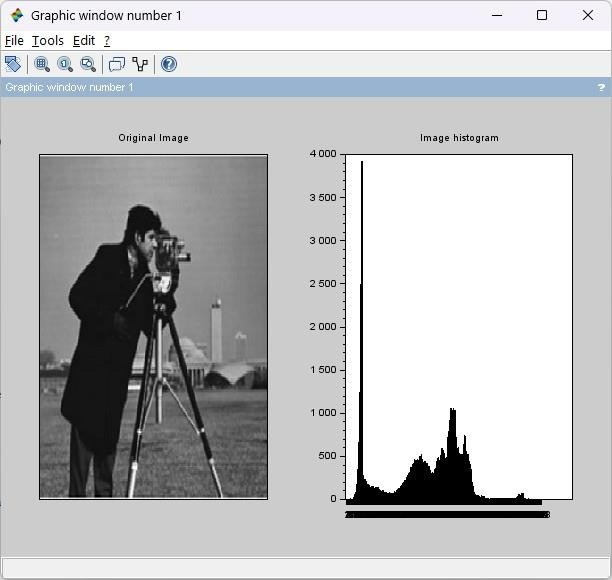 Graphic window number 1
File Tools Edit ?
Graphic window number 1 ?
Original Image
Image histogram
4 000
3 500
3 000
2 500
2 000
1 500
1 000
500
0